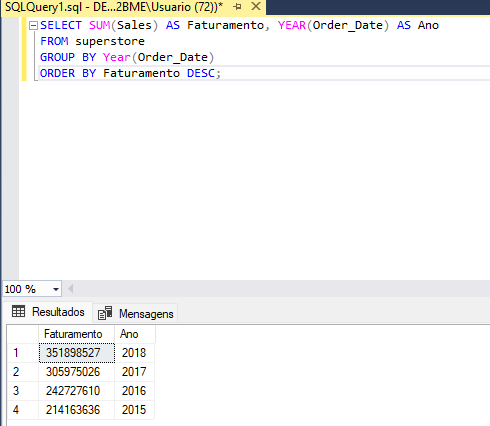 SQLQuery1.sql - DE...2BME\Usuario (72))*
SELECT SUM(Sales) AS Faturamento, YEAR(Order_Date) AS Ano
FROM superstore
GROUP BY Year(Order_Date)
ORDER BY Faturamento DESC;
100 %
Resultados Mensagens
Faturamento Ano
1 351898527 2018
2 305975026 2017
3 242727610 2016
4 214163636 2015